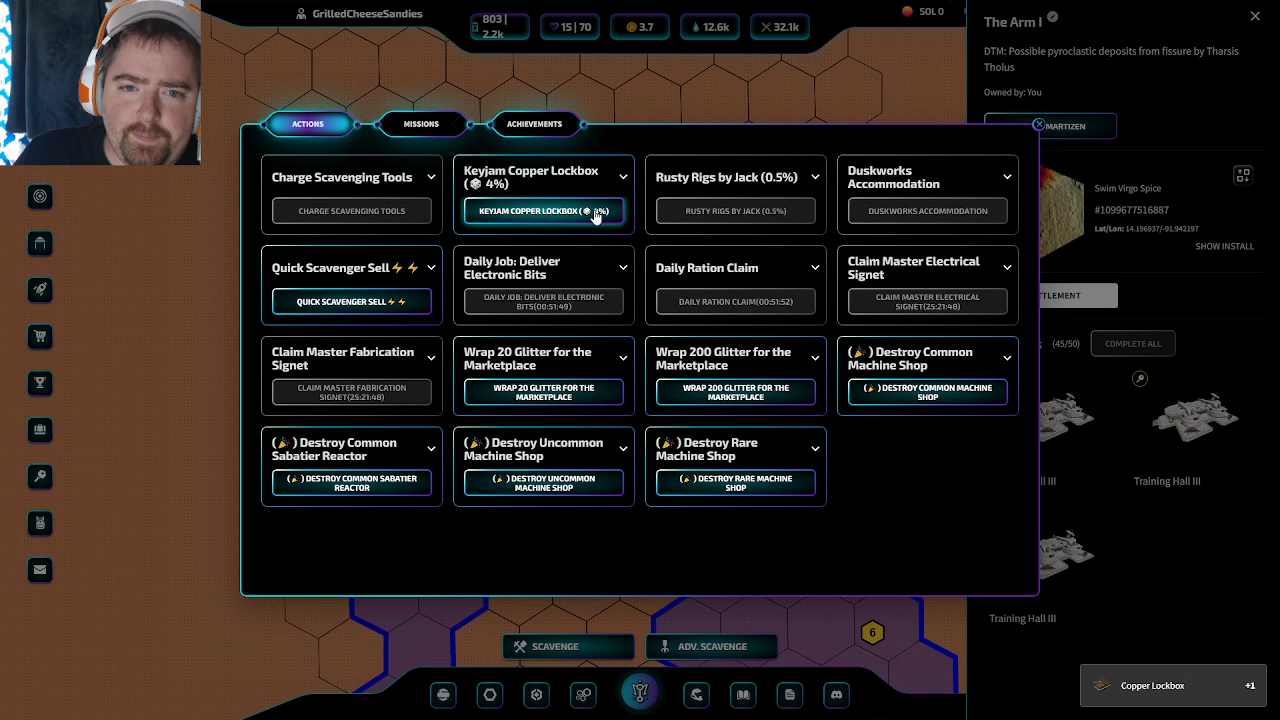 GrilledCheeseSandies
803 |
2.2k
15 | 70
3.7
12.6k
32.1k
SOL 0
The Arm I
DTM: Possible pyroclastic deposits from fissure by Tharsis
Tholus
Owned by: You
MARTIZEN
Swim Virgo Spice
#1099677516887
Lat/Lon: 14.196937/-91.942197
SHOW INSTALL
TLEMENT
(45/50)
COMPLETE ALL
Training Hall III
Training Hall III
ACTIONS
MISSIONS
ACHIEVEMENTS
Charge Scavenging Tools
CHARGE SCAVENGING TOOLS
Keyjam Copper Lockbox
(🎲 4%)
KEYJAM COPPER LOCKBOX (🎲 4%)
Rusty Rigs by Jack (0.5%)
RUSTY RIGS BY JACK (0.5%)
Duskworks
Accommodation
DUSKWORKS ACCOMMODATION
Quick Scavenger Sell⚡⚡
QUICK SCAVENGER SELL⚡⚡
Daily Job: Deliver
Electronic Bits
DAILY JOB: DELIVER ELECTRONIC
BITS(00:51:49)
Daily Ration Claim
DAILY RATION CLAIM(00:51:52)
Claim Master Electrical
Signet
CLAIM MASTER ELECTRICAL
SIGNET(25:21:48)
Claim Master Fabrication
Signet
CLAIM MASTER FABRICATION
SIGNET(25:21:48)
Wrap 20 Glitter for the
Marketplace
WRAP 20 GLITTER FOR THE
MARKETPLACE
Wrap 200 Glitter for the
Marketplace
WRAP 200 GLITTER FOR THE
MARKETPLACE
(🎉) Destroy Common
Machine Shop
(🎉) DESTROY COMMON MACHINE
SHOP
(🎉) Destroy Common
Sabatier Reactor
(🎉) DESTROY COMMON SABATIER
REACTOR
(🎉) Destroy Uncommon
Machine Shop
(🎉) DESTROY UNCOMMON
MACHINE SHOP
(🎉) Destroy Rare
Machine Shop
(🎉) DESTROY RARE MACHINE
SHOP
6
SCAVENGE
ADV. SCAVENGE
Copper Lockbox
+1